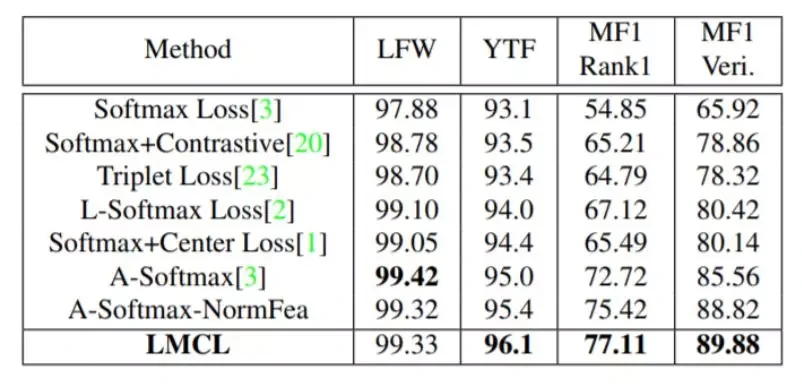 Method LFW YTF MF1 Rank1 MF1 Veri.
Softmax Loss[3] 97.88 93.1 54.85 65.92
Softmax+Contrastive[20] 98.78 93.5 65.21 78.86
Triplet Loss[23] 98.70 93.4 64.79 78.32
L-Softmax Loss[2] 99.10 94.0 67.12 80.42
Softmax+Center Loss[1] 99.05 94.4 65.49 80.14
A-Softmax[3] 99.42 95.0 72.72 85.56
A-Softmax-NormFea 99.32 95.4 75.42 88.82
LMCL 99.33 96.1 77.11 89.88